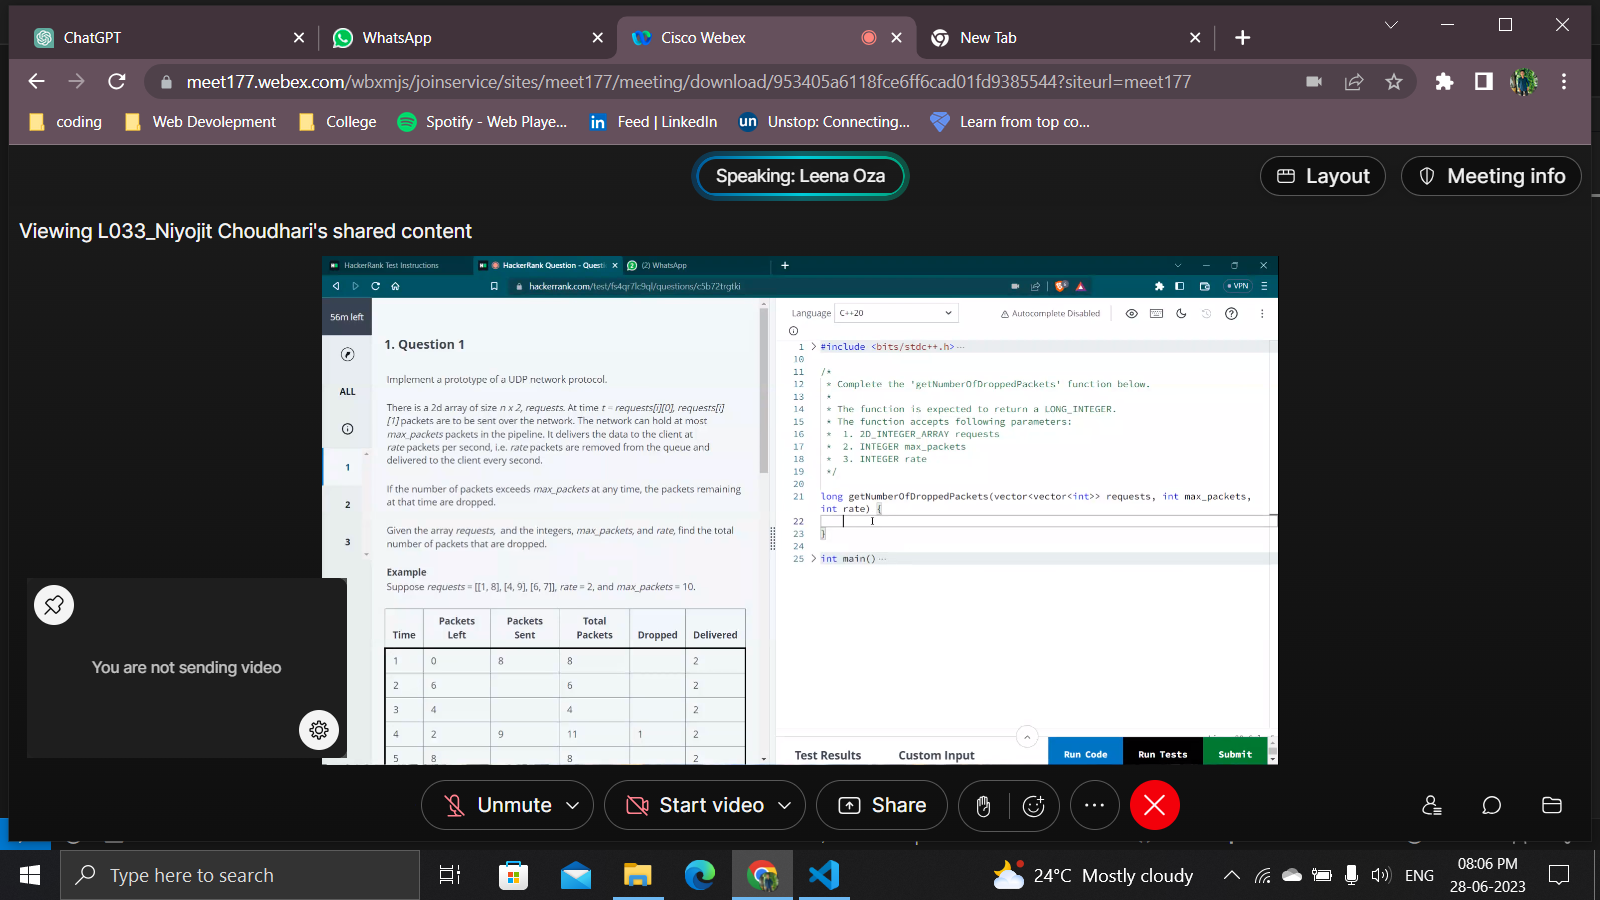 ChatGPT
WhatsApp
Cisco Webex
New Tab
meet177.webex.com/wbxmjs/joinservice/sites/meet177/meeting/download/953405a6118fce6ff6cad01fd9385544?siteurl=meet177
coding
Web Devolepment
College
Spotify - Web Playe...
Feed | LinkedIn
Unstop: Connecting...
Learn from top co...
Speaking: Leena Oza
Layout
Meeting info
Viewing L033_Niyojit Choudhari's shared content
HackerRank Test Instructions
HackerRank Question - Questi
(2) WhatsApp
hackerrank.com/test/fs4qr7lc9ql/questions/c5b72trgtki
VPN
56m left
ALL
1
2
3
1. Question 1
Implement a prototype of a UDP network protocol.
There is a 2d array of size n x 2, requests. At time t = requests[i][0], requests[i]
[1] packets are to be sent over the network. The network can hold at most
max_packets packets in the pipeline. It delivers the data to the client at
rate packets per second, i.e. rate packets are removed from the queue and
delivered to the client every second.
If the number of packets exceeds max_packets at any time, the packets remaining
at that time are dropped.
Given the array requests, and the integers, max_packets, and rate, find the total
number of packets that are dropped.
Example
Suppose requests = [[1, 8], [4, 9], [6, 7]], rate = 2, and max_packets = 10.
Time Packets Left Packets Sent Total Packets Dropped Delivered
1 0 8 8 2
2 6 6 2
3 4 4 2
4 2 9 11 1 2
5 8 8 2
Language C++20
Autocomplete Disabled
1 #include <bits/stdc++.h>...
10
11 /*
12 * Complete the 'getNumberOfDroppedPackets' function below.
13 *
14 * The function is expected to return a LONG_INTEGER.
15 * The function accepts following parameters:
16 * 1. 2D_INTEGER_ARRAY requests
17 * 2. INTEGER max_packets
18 * 3. INTEGER rate
19 */
20
21 long getNumberOfDroppedPackets(vector<vector<int>> requests, int max_packets,
int rate) {
22
23 }
24
25 int main()...
Test Results
Custom Input
Run Code
Run Tests
Submit
You are not sending video
Unmute
Start video
Share
Type here to search
24°C Mostly cloudy
ENG
08:06 PM
28-06-2023